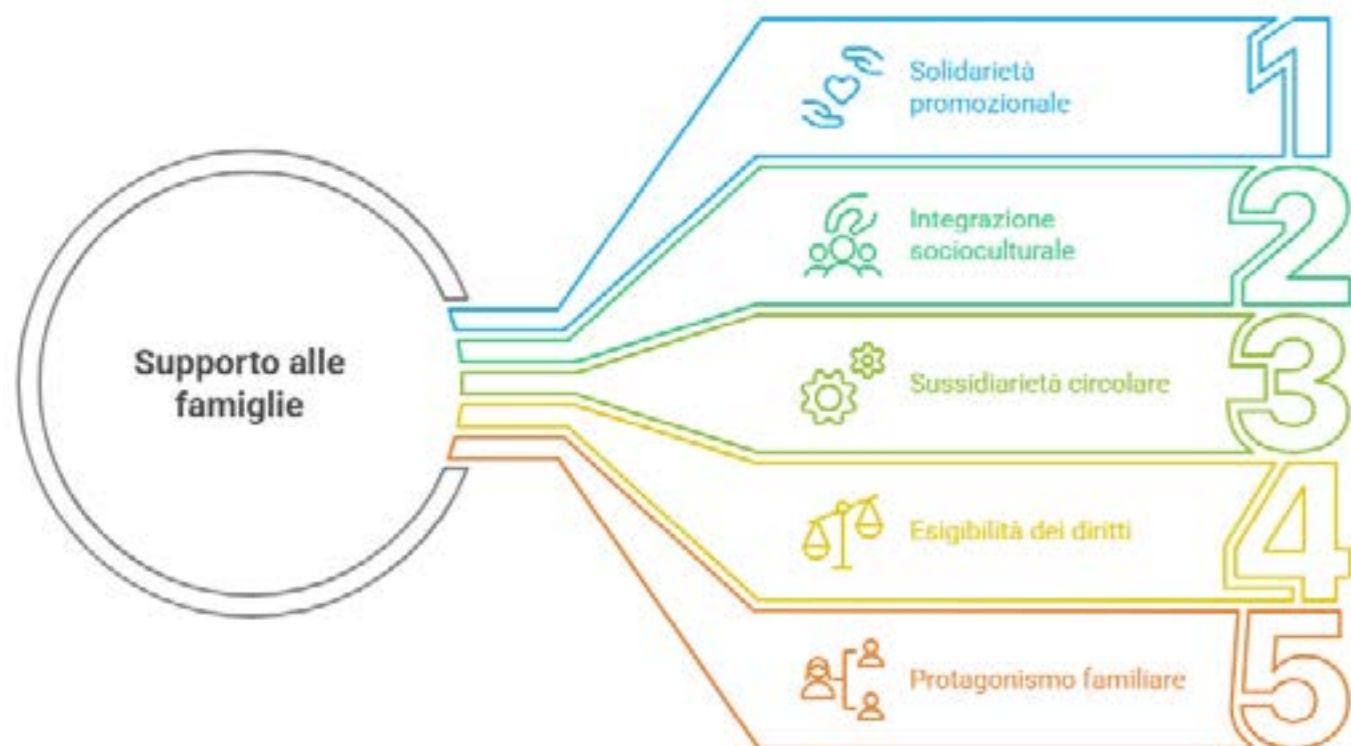 Supporto alle
famiglie
Solidarietà
promozionale
1
Integrazione
socioculturale
2
Sussidiarietà circolare
3
Esigibilità dei diritti
4
Protagonismo familiare
5